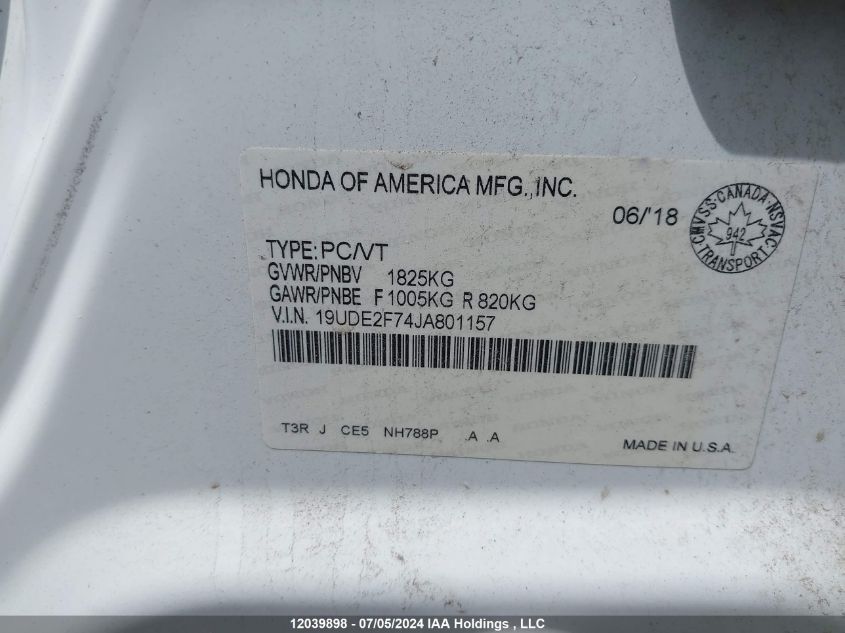 HONDA OF AMERICA MFG., INC.
06/'18
CMVSS·CANADA·NSVAC
942
TRANSPORT
TYPE: PC/VT
GVWR/PNBV 1825KG
GAWR/PNBE F 1005KG R 820KG
V.I.N. 19UDE2F74JA801157
T3R J CE5 NH788P .A .A
MADE IN U.S.A.
12039898 - 07/05/2024 IAA Holdings , LLC